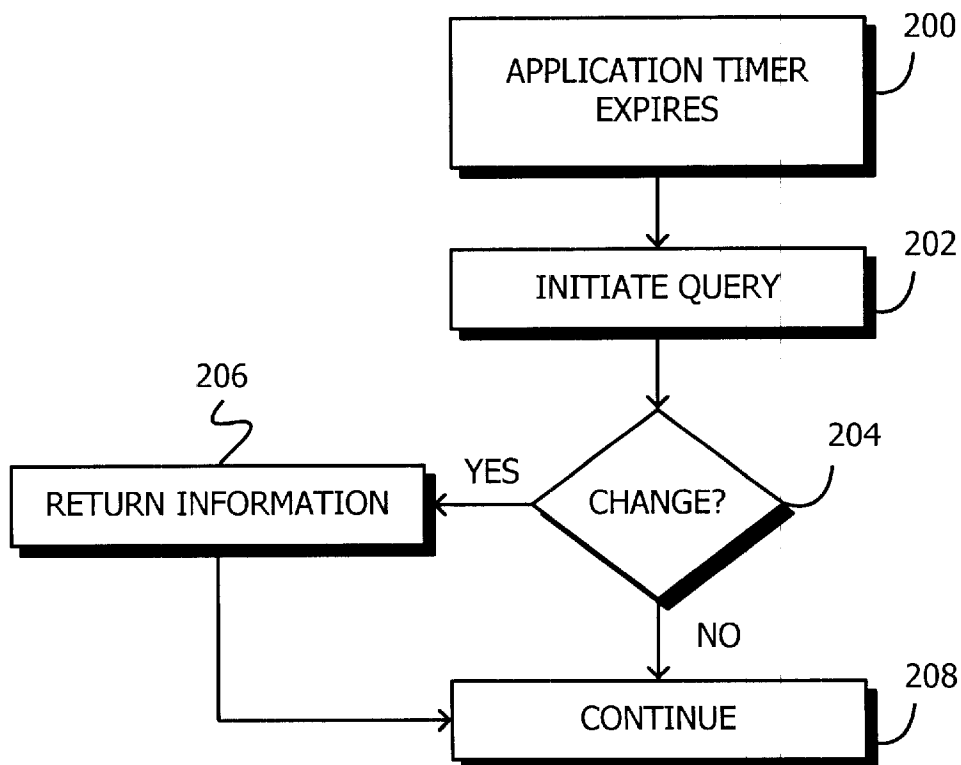 200
APPLICATION TIMER
EXPIRES
202
INITIATE QUERY
206
204
YES
RETURN INFORMATION
CHANGE?
NO
208
CONTINUE